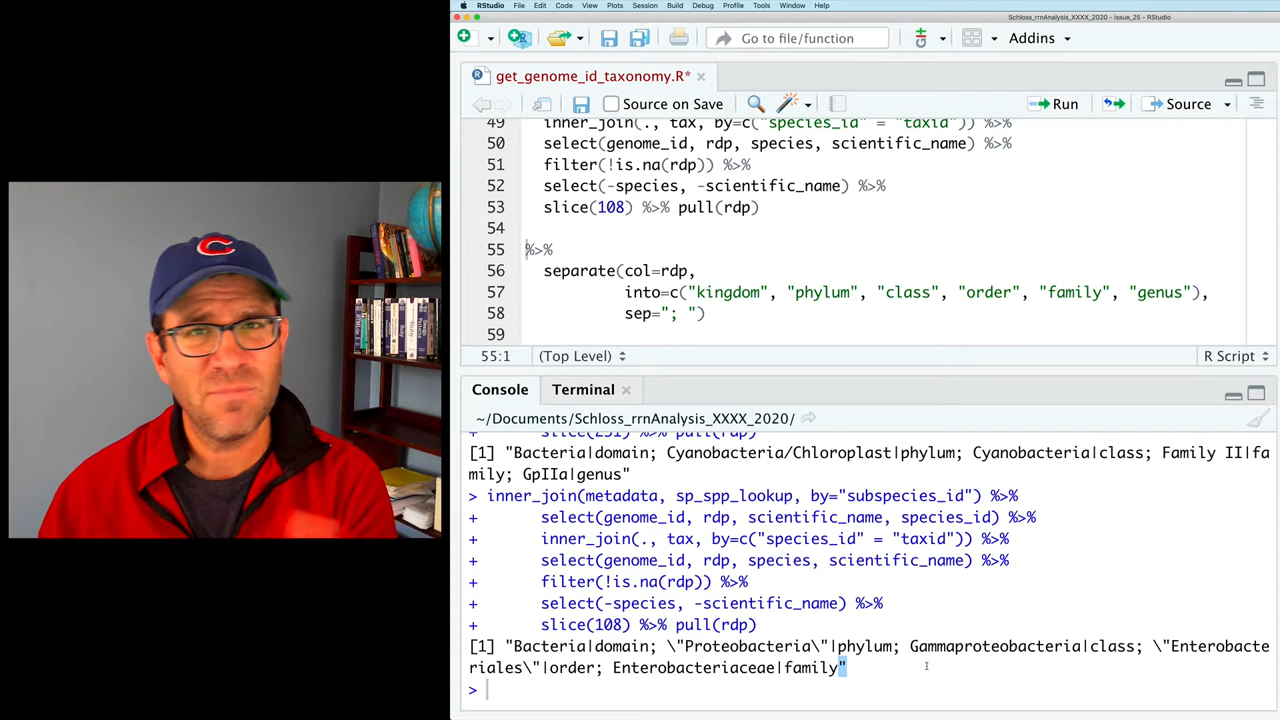 RStudio File Edit Code View Plots Session Build Debug Profile Tools Window Help
Schloss_rrnAnalysis_XXXX_2020 - issue_25 - RStudio
Go to file/function
Addins
get_genome_id_taxonomy.R*
Source on Save
Run
Source
49 inner_join(., tax, by=c("species_id" = "taxid")) %>%
50 select(genome_id, rdp, species, scientific_name) %>%
51 filter(!is.na(rdp)) %>%
52 select(-species, -scientific_name) %>%
53 slice(108) %>% pull(rdp)
54
55 %>%
56 separate(col=rdp,
57 into=c("kingdom", "phylum", "class", "order", "family", "genus"),
58 sep="; ")
59
55:1 (Top Level) R Script
Console Terminal
~/Documents/Schloss_rrnAnalysis_XXXX_2020/
+ slice(231) %>% pull(rdp)
[1] "Bacteria|domain; Cyanobacteria/Chloroplast|phylum; Cyanobacteria|class; Family II|fa
mily; GpIIa|genus"
> inner_join(metadata, sp_spp_lookup, by="subspecies_id") %>%
+ select(genome_id, rdp, scientific_name, species_id) %>%
+ inner_join(., tax, by=c("species_id" = "taxid")) %>%
+ select(genome_id, rdp, species, scientific_name) %>%
+ filter(!is.na(rdp)) %>%
+ select(-species, -scientific_name) %>%
+ slice(108) %>% pull(rdp)
[1] "Bacteria|domain; \"Proteobacteria\"|phylum; Gammaproteobacteria|class; \"Enterobacte
riales\"|order; Enterobacteriaceae|family"
>
C